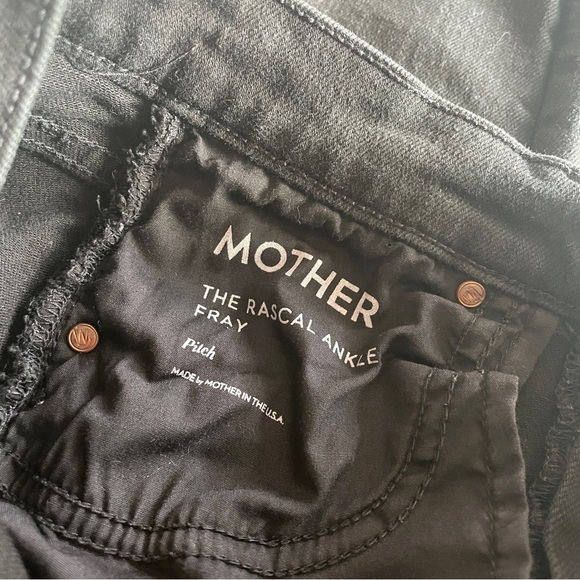 MOTHER
THE RASCAL ANKLE
FRAY
Pitch
MADE by MOTHER IN THE U.S.A.